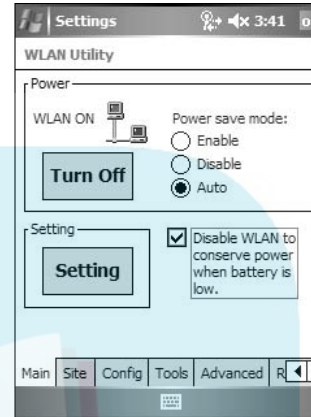 Settings 3:41 o
WLAN Utility
Power
WLAN ON
Power save mode:
Enable
Disable
Auto
Turn Off
Setting
Setting
Disable WLAN to
conserve power
when battery is
low.
Main Site Config Tools Advanced R